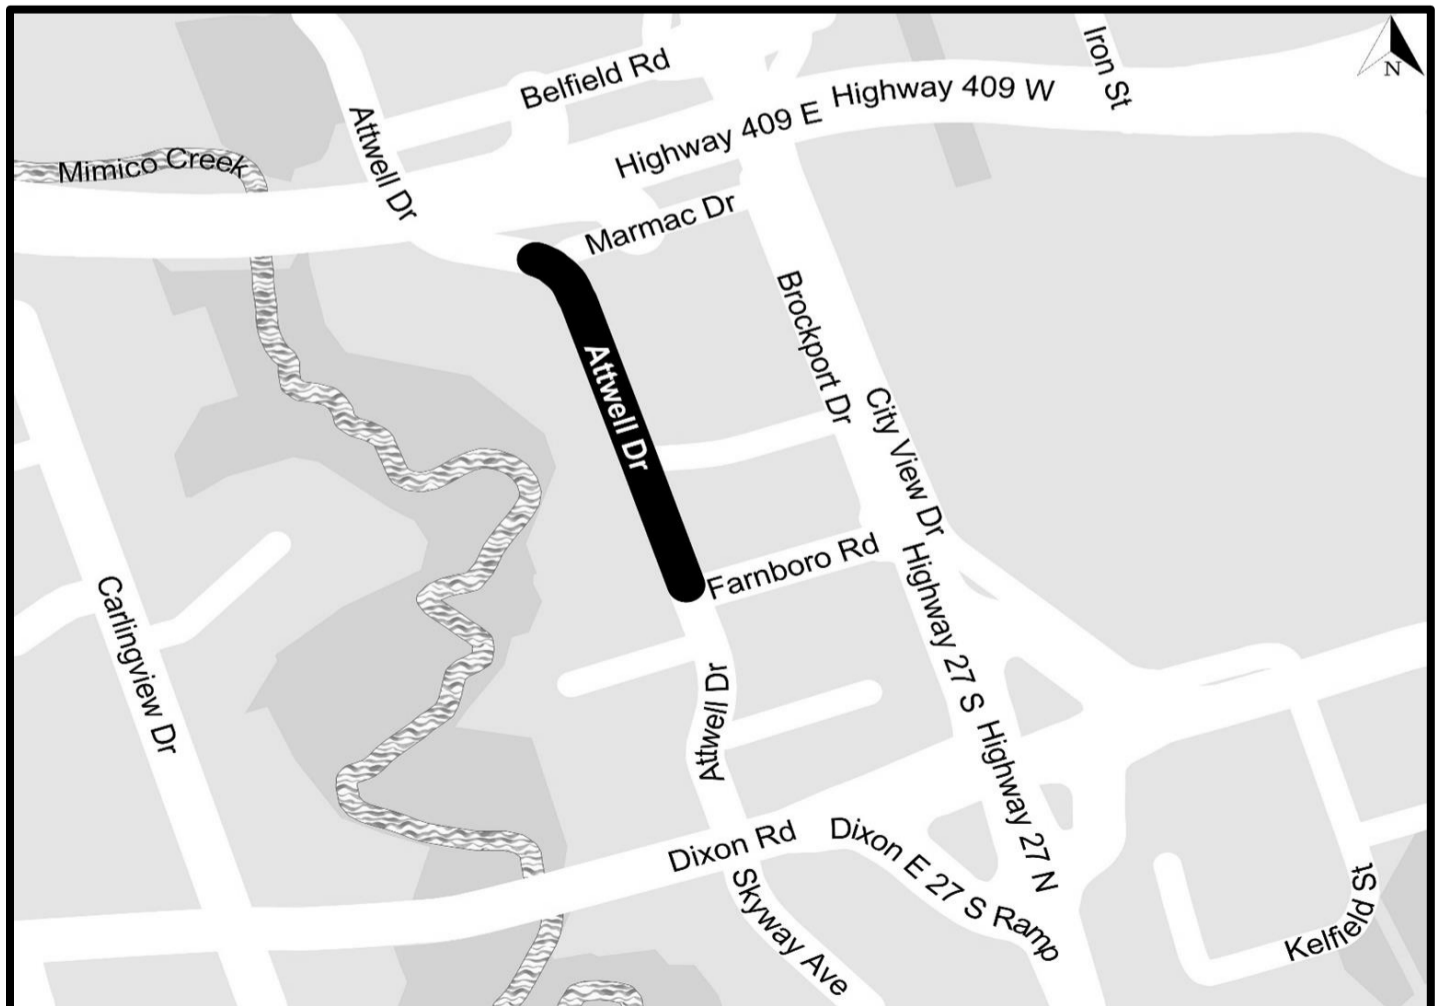 Iron St
N
Belfield Rd
Highway 409 W
Highway 409 E
Attwell Dr
Mimico Creek
Marmac Dr
Brockport Dr
Attwell Dr
City View Dr
Farnboro Rd
Highway 27 S
Carlingview Dr
Attwell Dr
Highway 27 N
Dixon Rd
Dixon E 27 S Ramp
Skyway Ave
Kelfield St